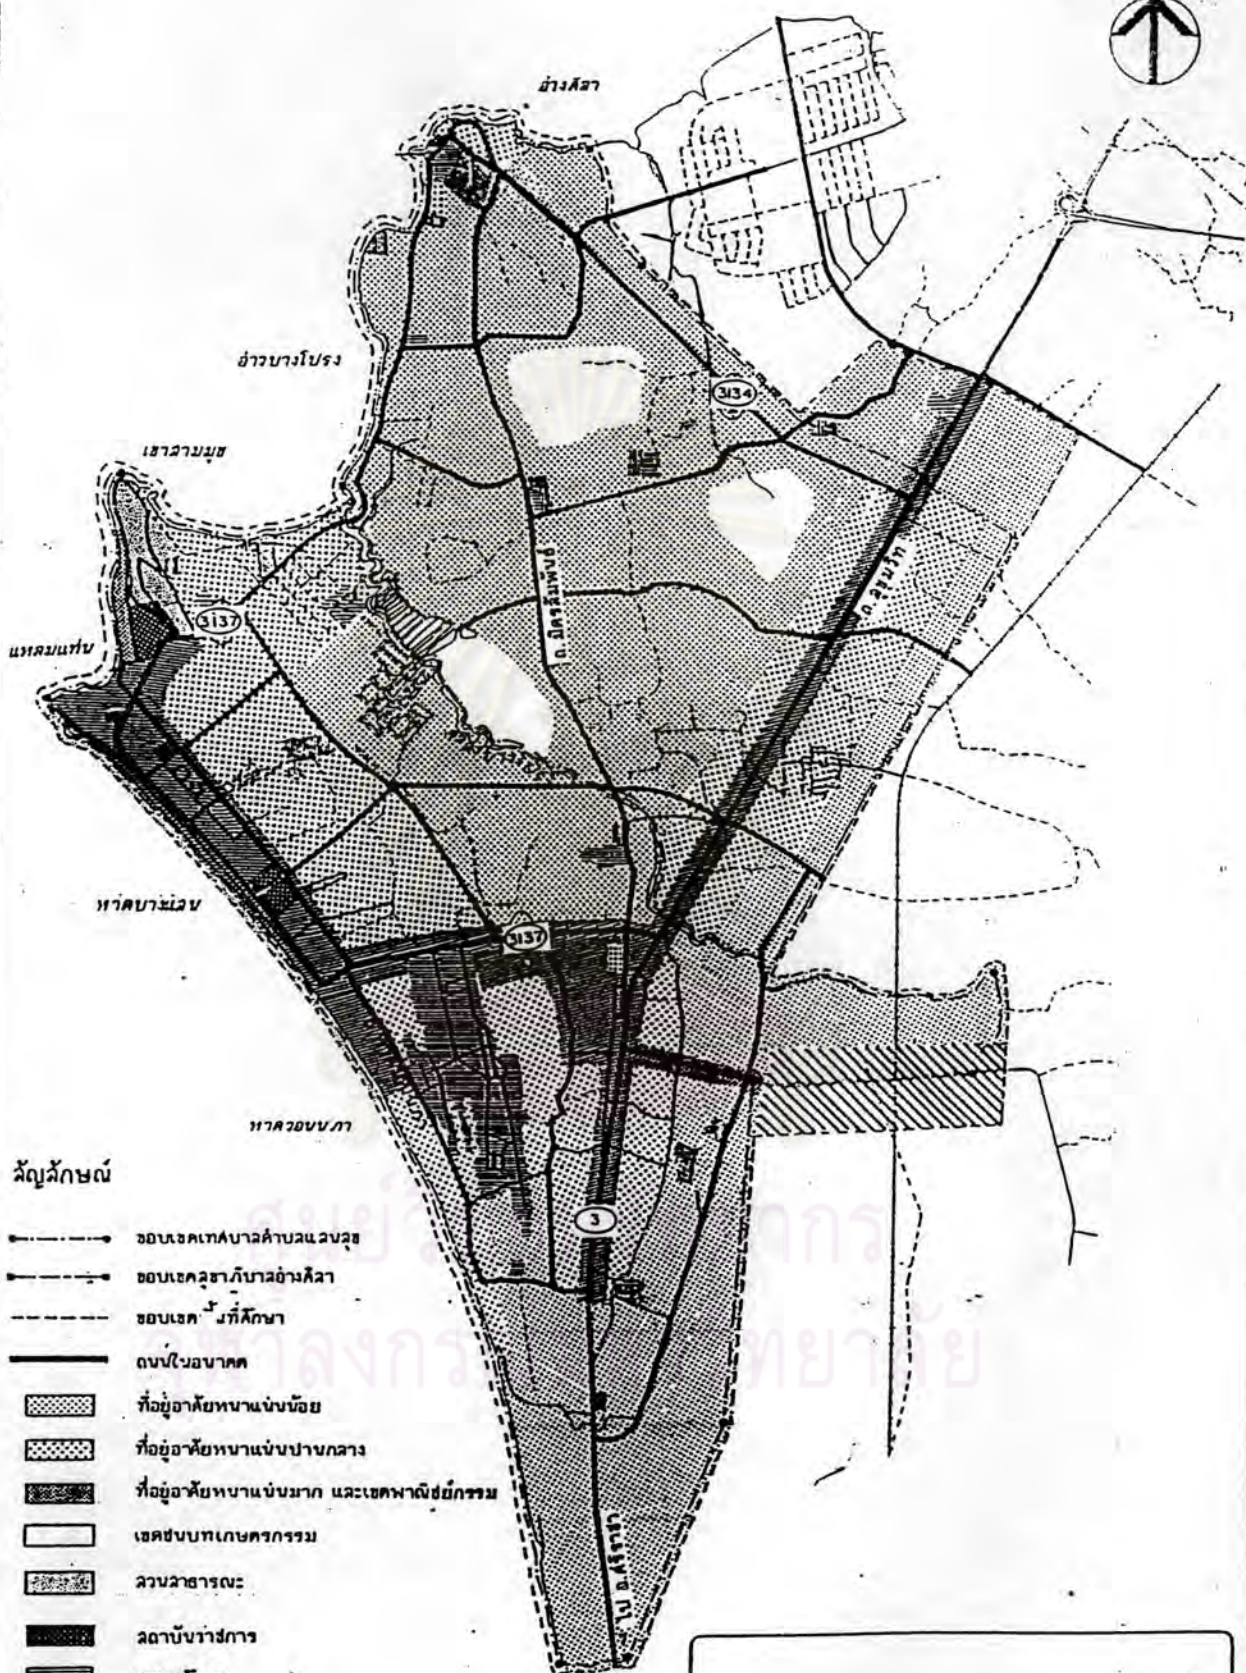 อ่างศิลา
3134
อ่าวบางโปรง
เขาสามมุข
3137
แหลมแท่น
ถ.มิตรสัมพันธ์
ถ.สุขุมวิท
หาดบางแสน
3137
หาดวอนนภา
3
ไป อ.ศรีราชา
สัญลักษณ์
ขอบเขตเทศบาลตำบลแสนสุข
ขอบเขตสุขาภิบาลอ่างศิลา
ขอบเขต ที่ศึกษา
ถนนในอนาคต
ที่อยู่อาศัยหนาแน่นน้อย
ที่อยู่อาศัยหนาแน่นปานกลาง
ที่อยู่อาศัยหนาแน่นมาก และเขตพาณิชย์กรรม
เขตชนบทเกษตรกรรม
สวนสาธารณะ
สถาบันราชการ